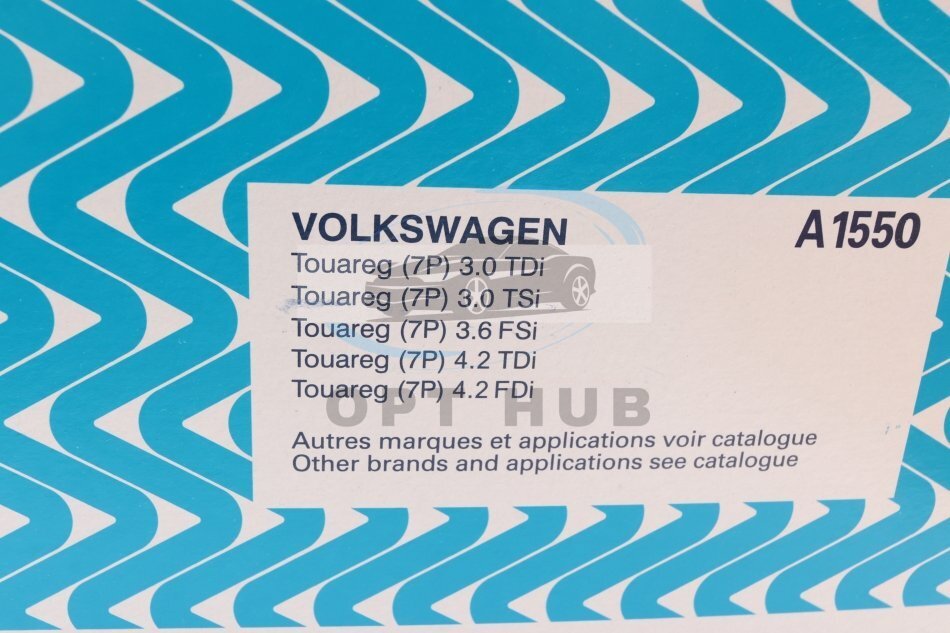 VOLKSWAGEN
A1550
Touareg (7P) 3.0 TDi
Touareg (7P) 3.0 TSi
Touareg (7P) 3.6 FSi
Touareg (7P) 4.2 TDi
Touareg (7P) 4.2 FDi
OPT HUB
Autres marques et applications voir catalogue
Other brands and applications see catalogue